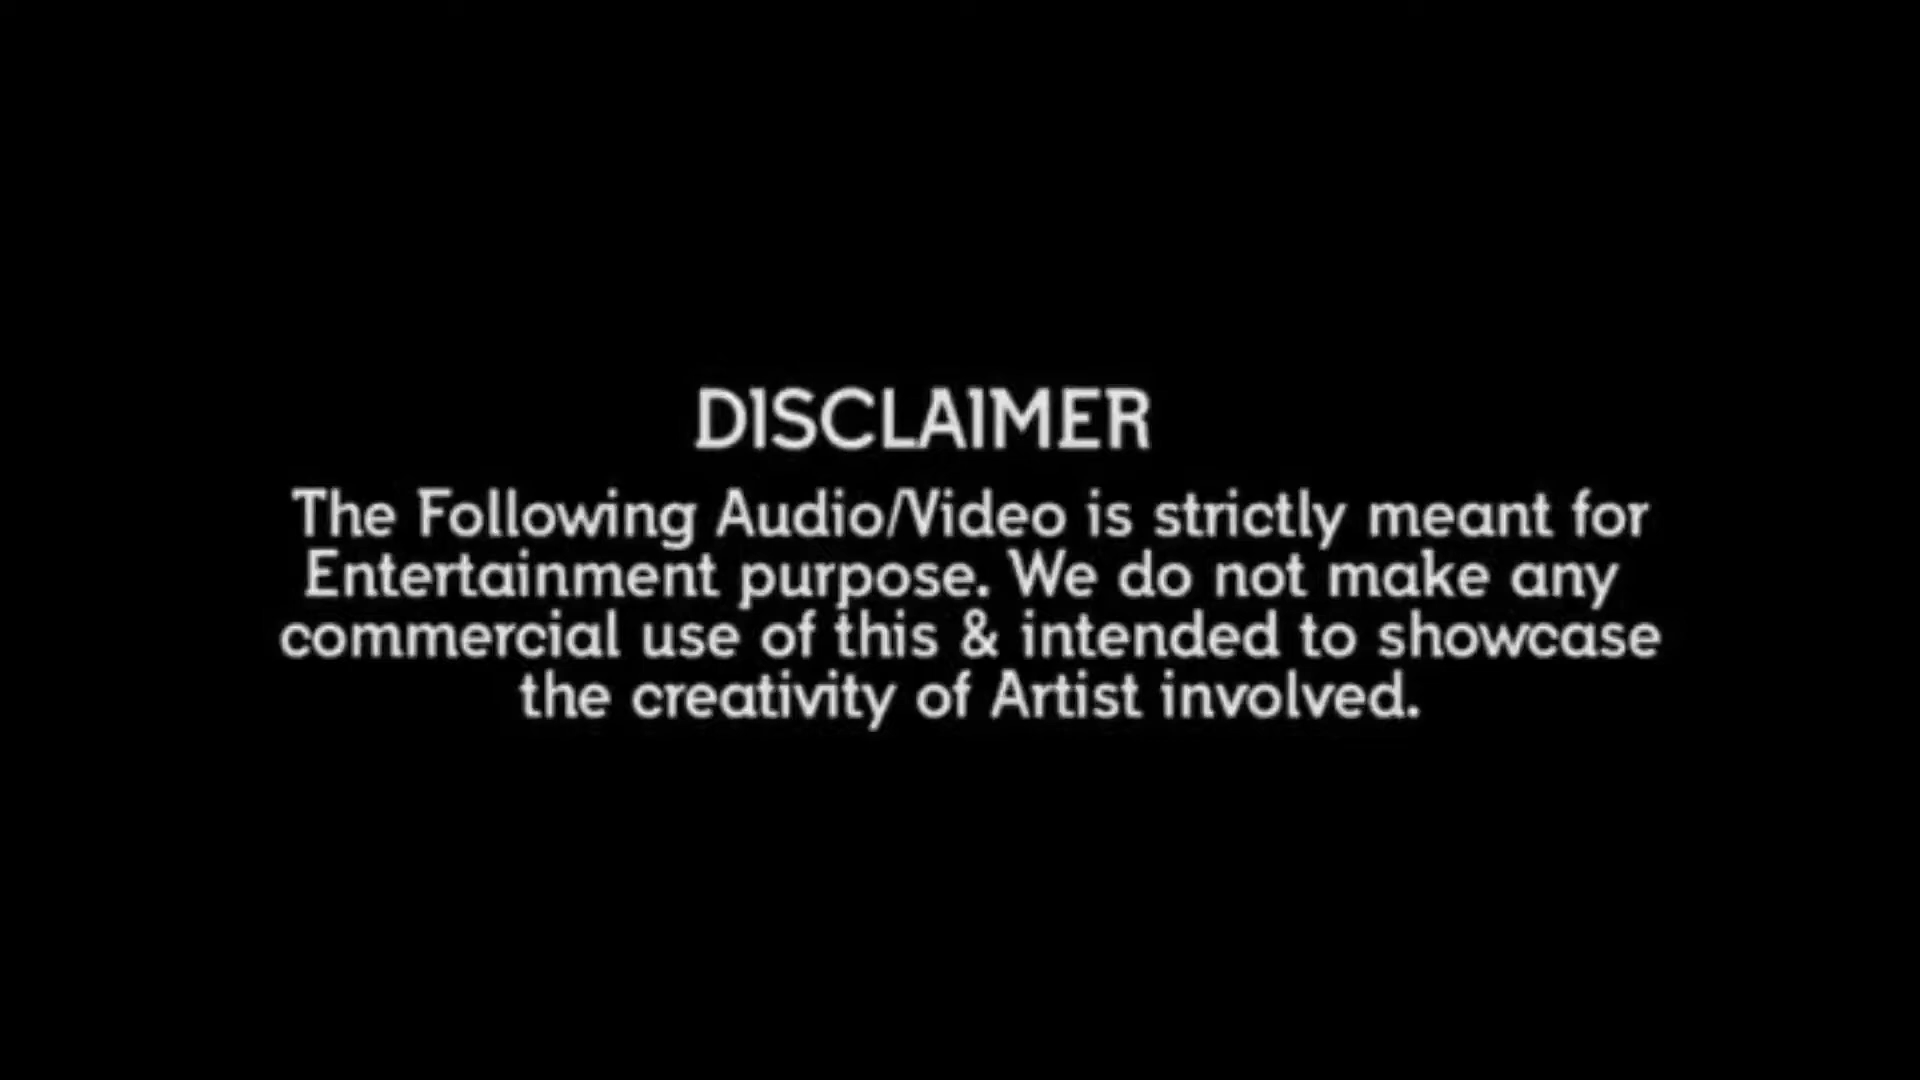 DISCLAIMER
The Following Audio/Video is strictly meant for
Entertainment purpose. We do not make any
commercial use of this & intended to showcase
the creativity of Artist involved.